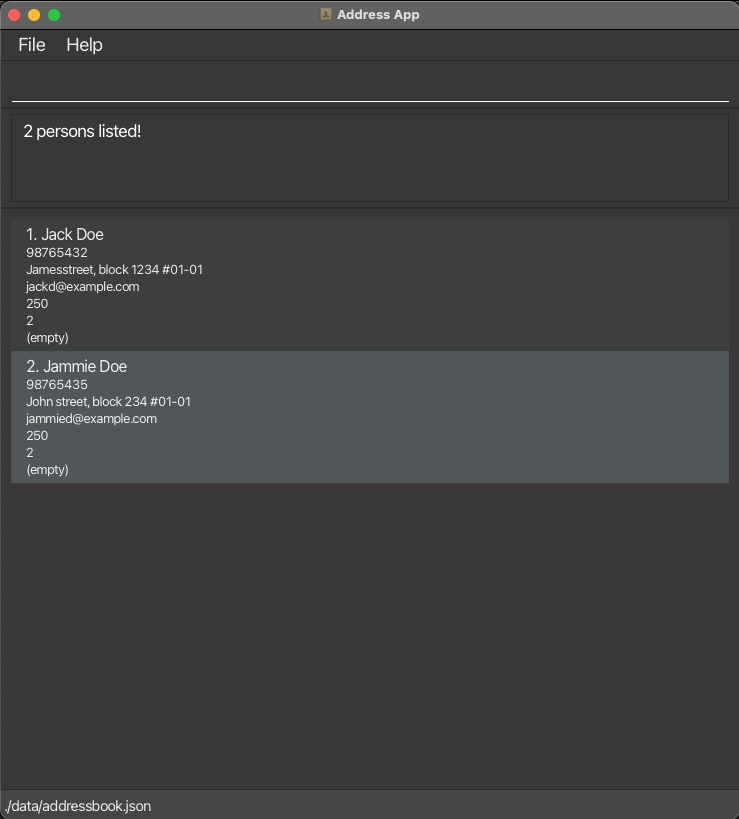 Address App
File Help
2 persons listed!
1. Jack Doe
98765432
Jamesstreet, block 1234 #01-01
jackd@example.com
250
2
(empty)
2. Jammie Doe
98765435
John street, block 234 #01-01
jammied@example.com
250
2
(empty)
./data/addressbook.json